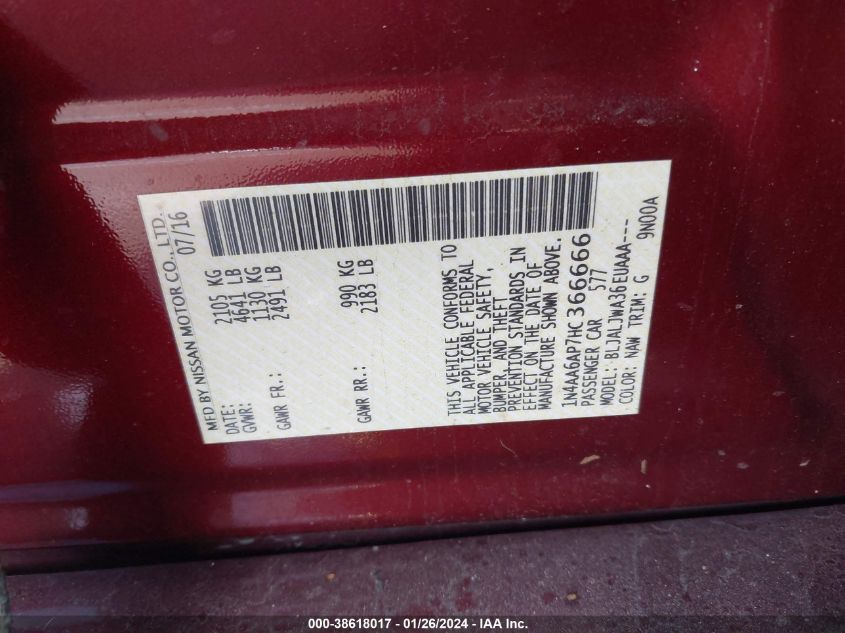 MFD BY NISSAN MOTOR CO., LTD.
DATE: 07/16
GVWR: 2105 KG
4641 LB
GAWR FR.: 1130 KG
2491 LB
GAWR RR.: 990 KG
2183 LB
THIS VEHICLE CONFORMS TO
ALL APPLICABLE FEDERAL
MOTOR VEHICLE SAFETY,
BUMPER, AND THEFT
PREVENTION STANDARDS IN
EFFECT ON THE DATE OF
MANUFACTURE SHOWN ABOVE.
1N4AA6AP7HC366666
PASSENGER CAR 577
MODEL: BLJALJWA36EUAAA---
COLOR: NAW TRIM: G 9N00A
000-38618017 - 01/26/2024 - IAA Inc.